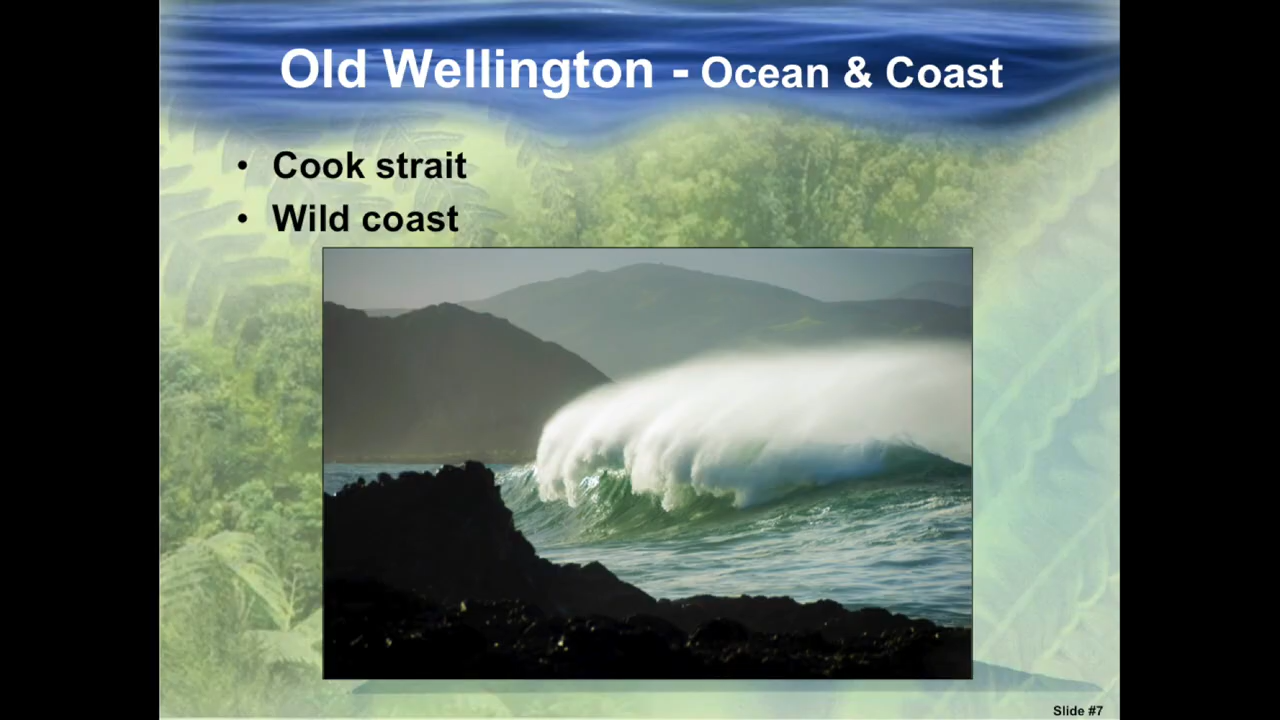 Old Wellington - Ocean & Coast
• Cook strait
• Wild coast
Slide #7